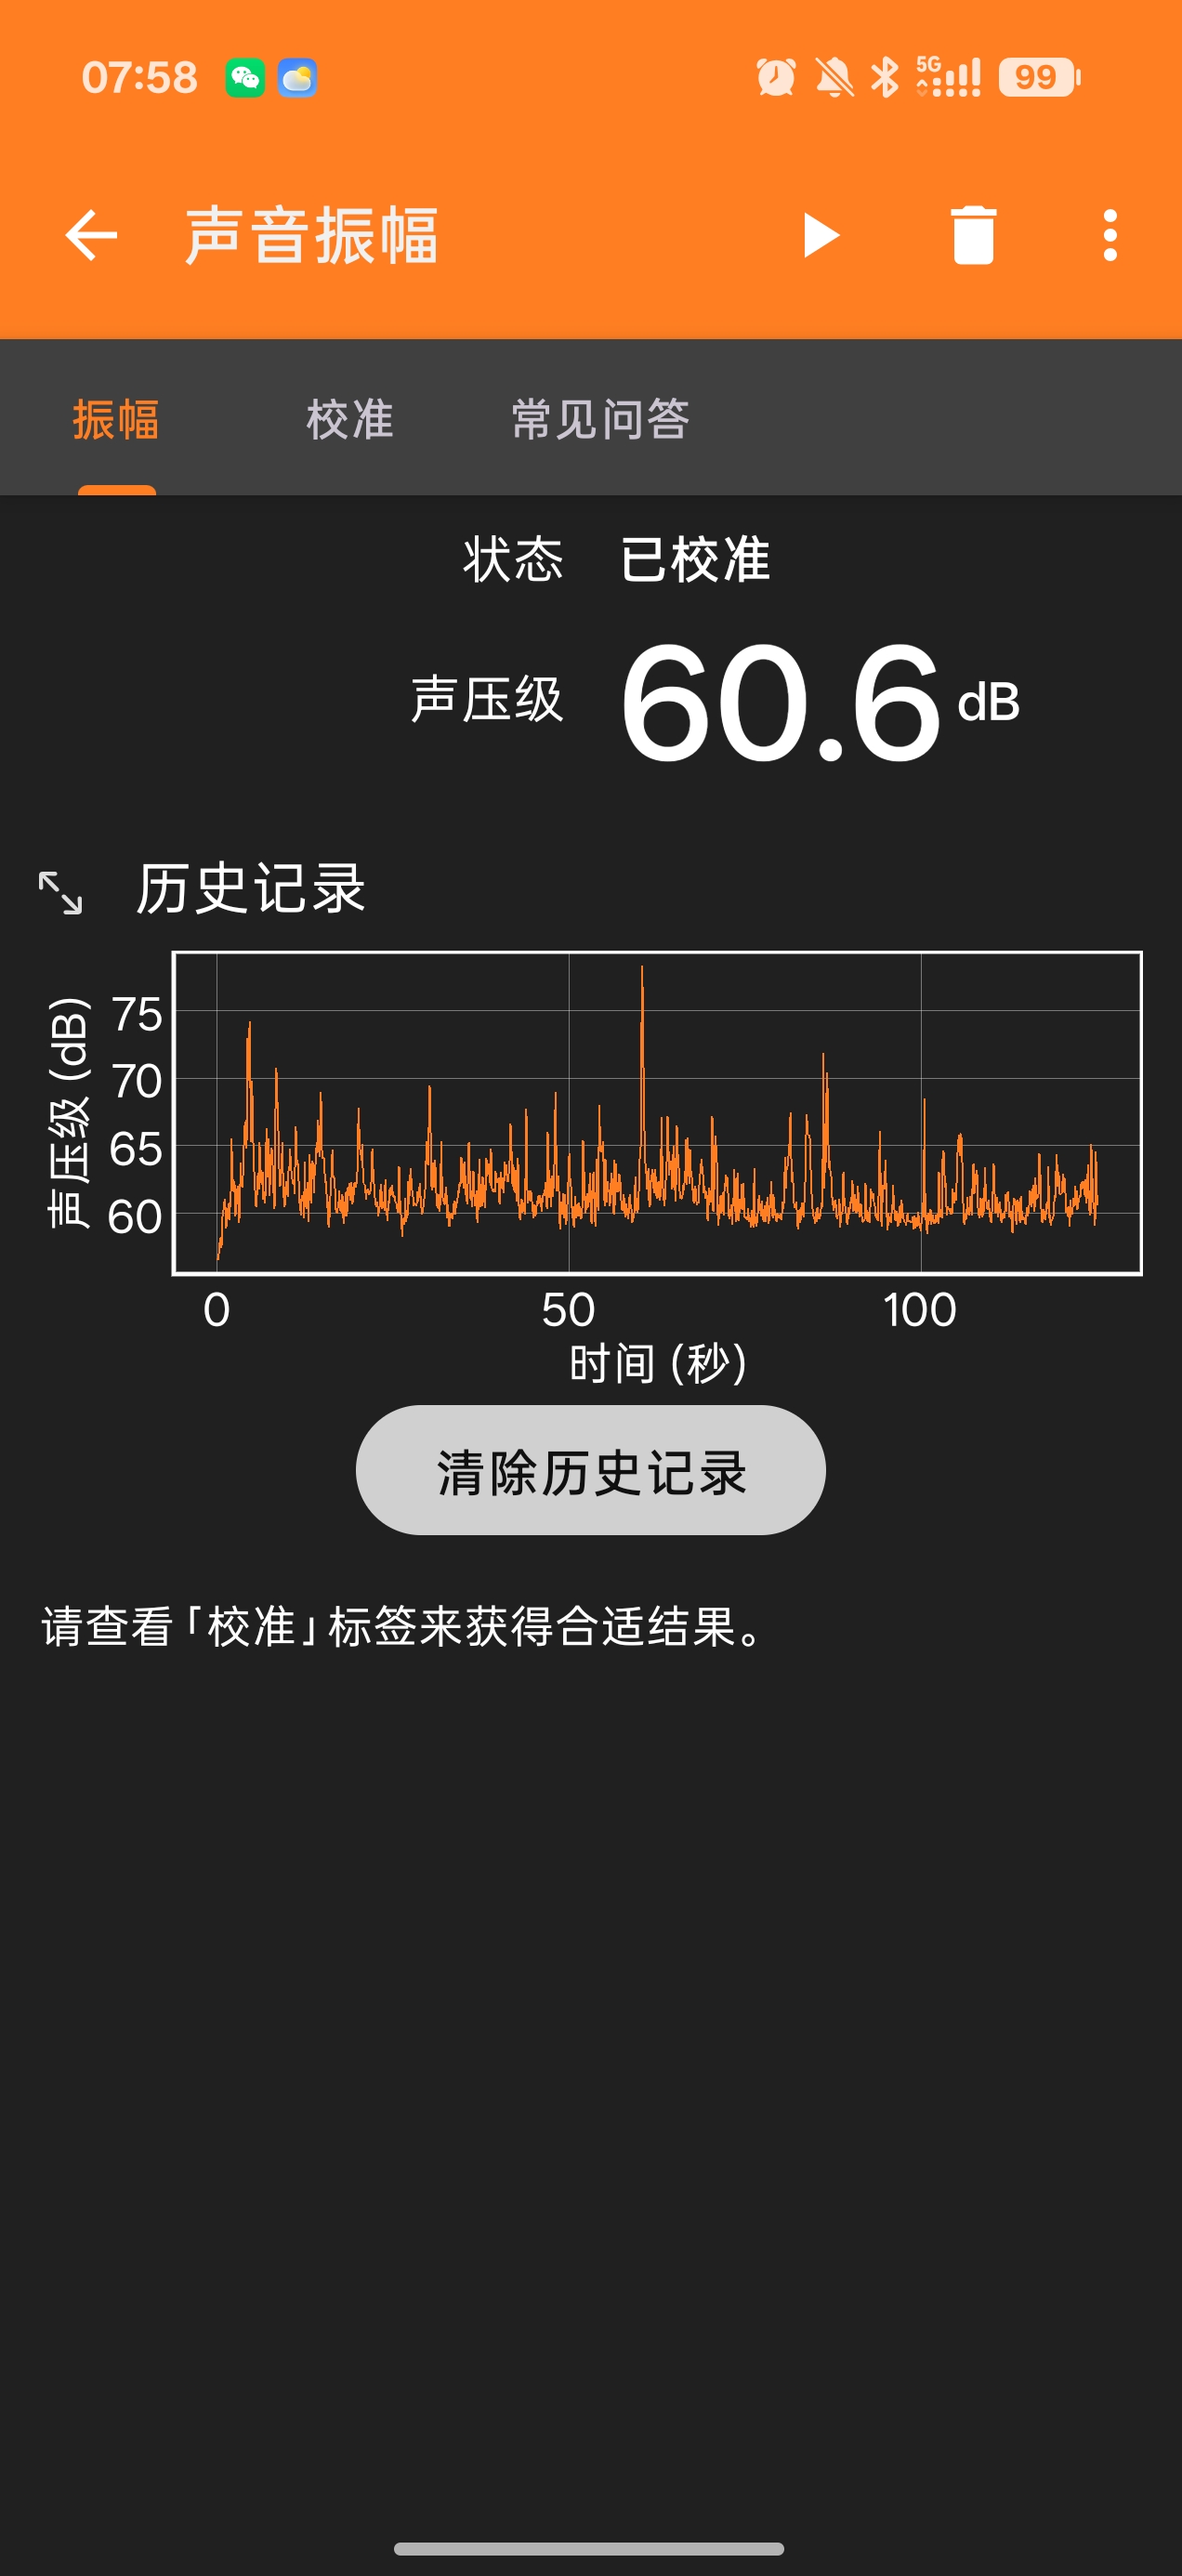 07:58 5G 99
声音振幅
振幅 校准 常见问答
状态 已校准
声压级 60.6 dB
历史记录
声压级 (dB)
75
70
65
60
0 50 100
时间 (秒)
清除历史记录
请查看「校准」标签来获得合适结果。